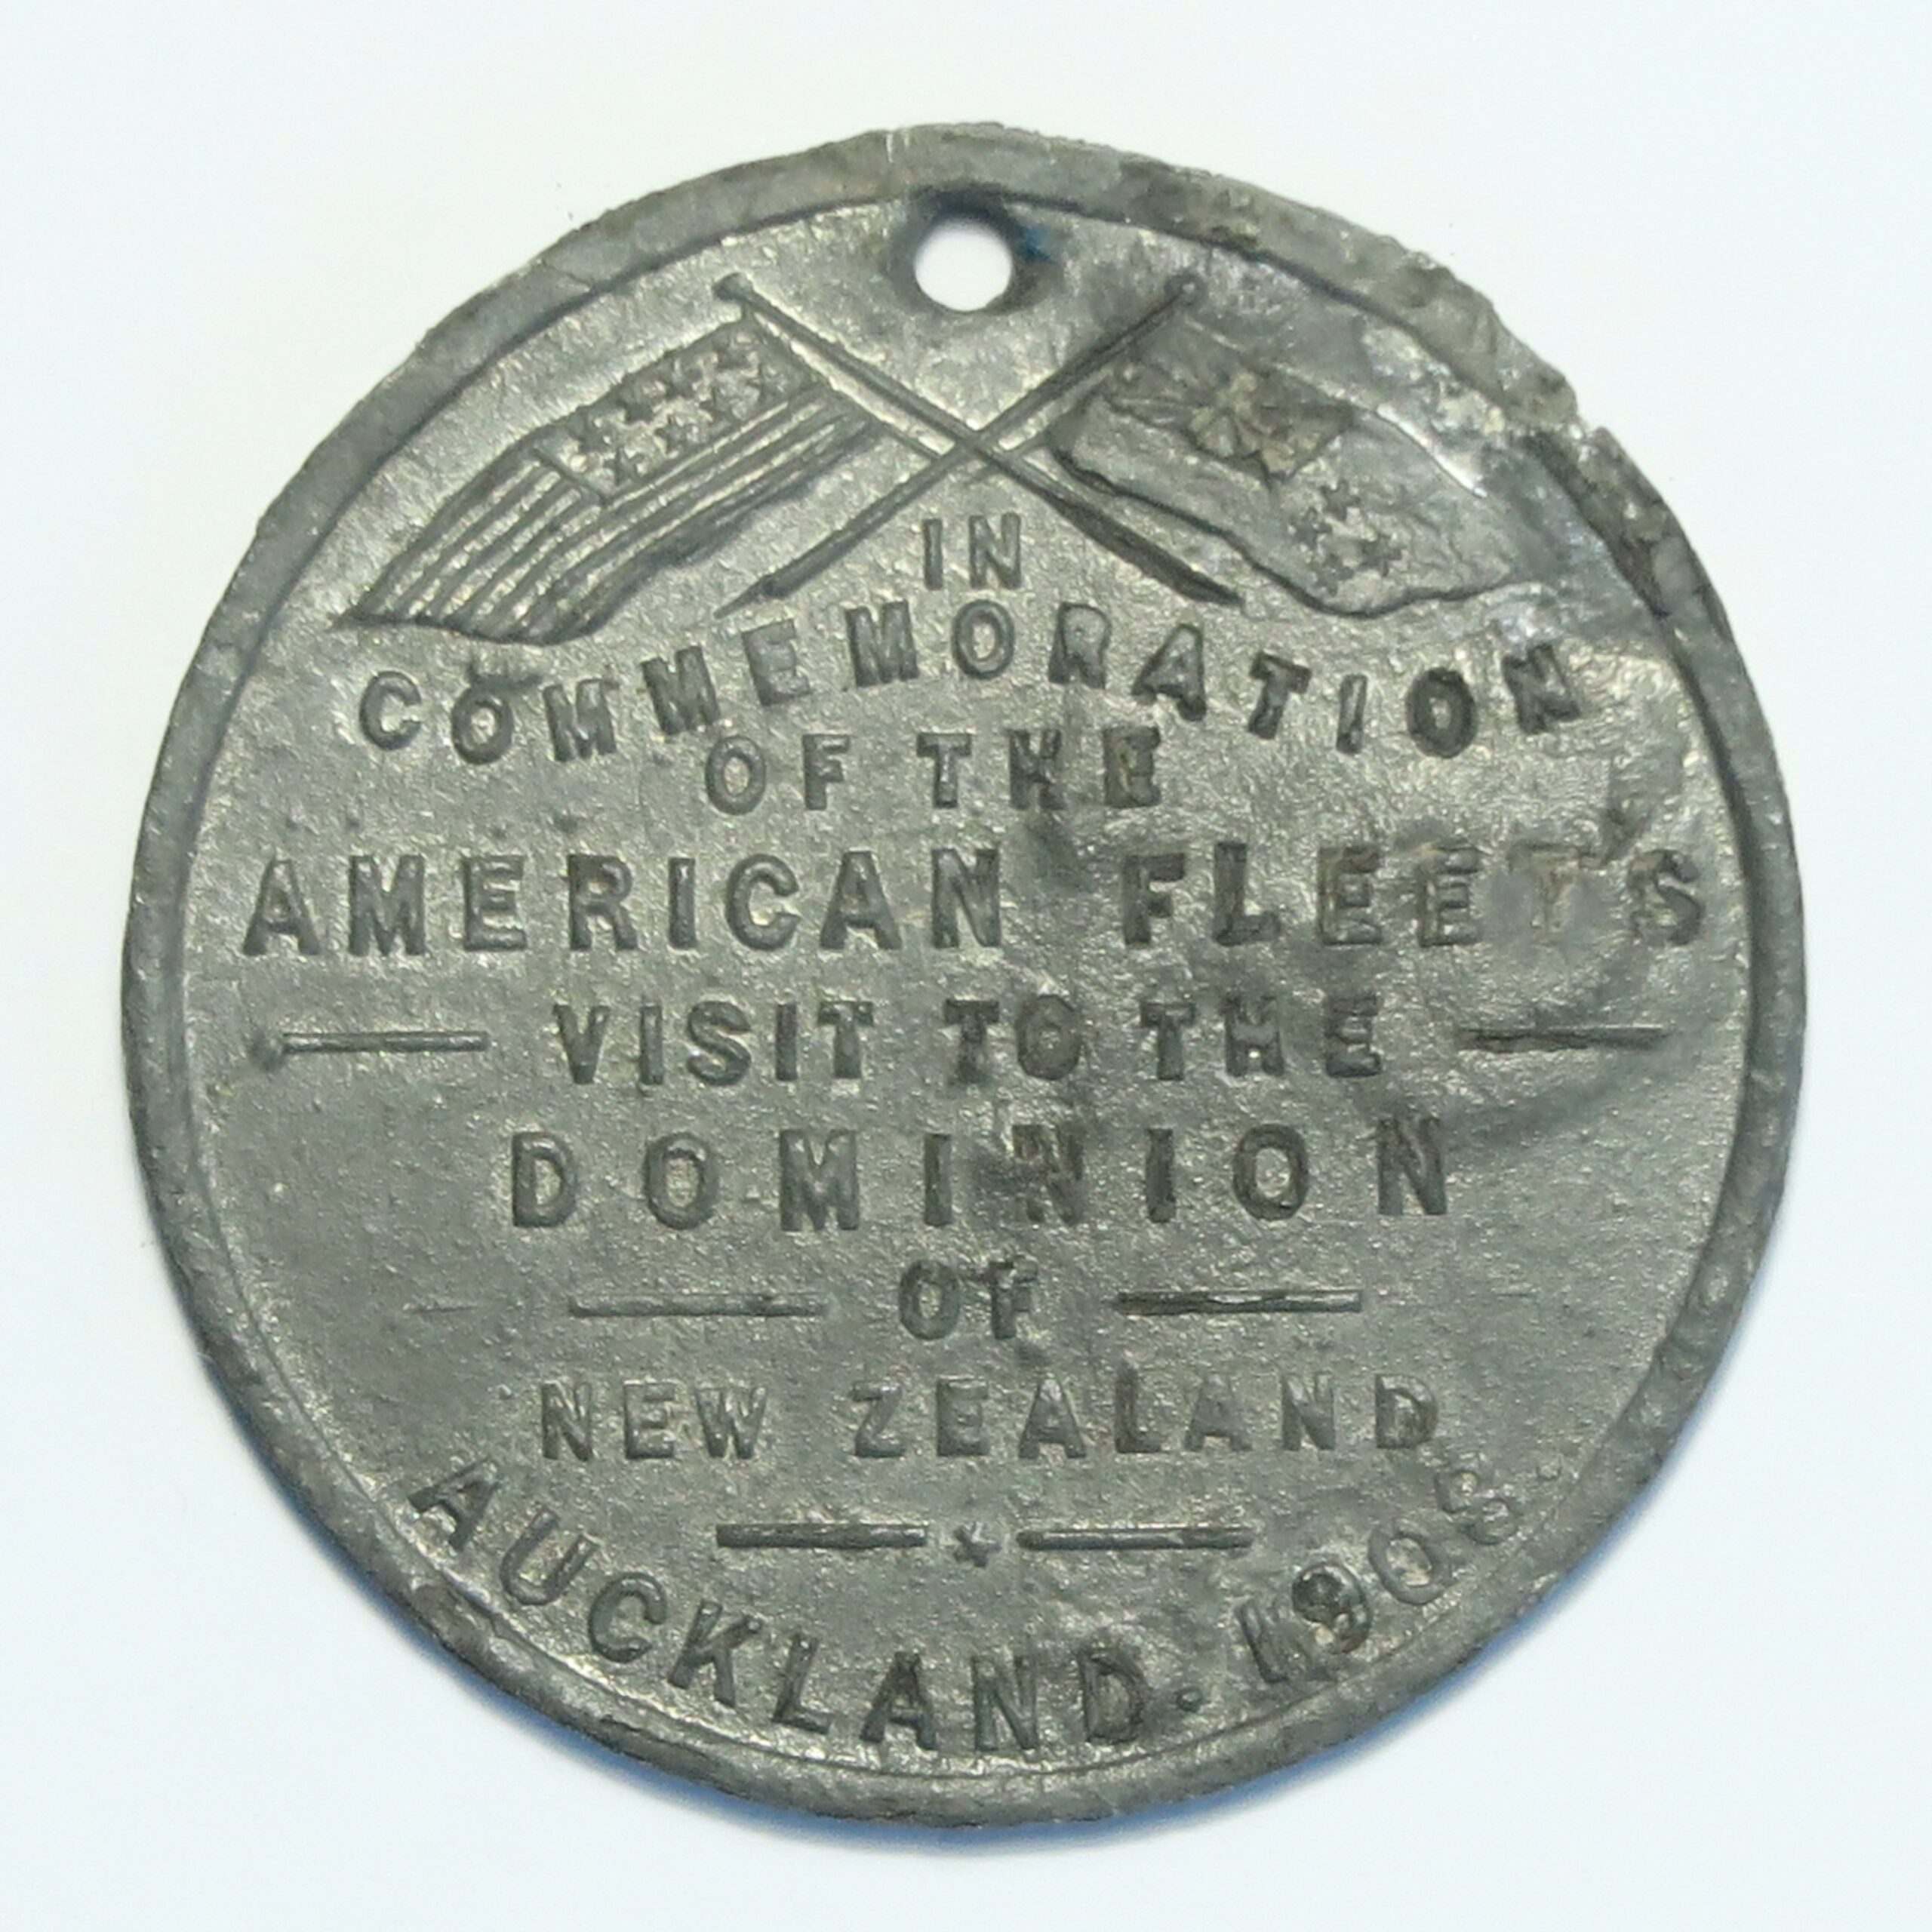 IN
COMMEMORATION
OF THE
AMERICAN FLEET'S
VISIT TO THE
DOMINION
OF
NEW ZEALAND
AUCKLAND. 1908.